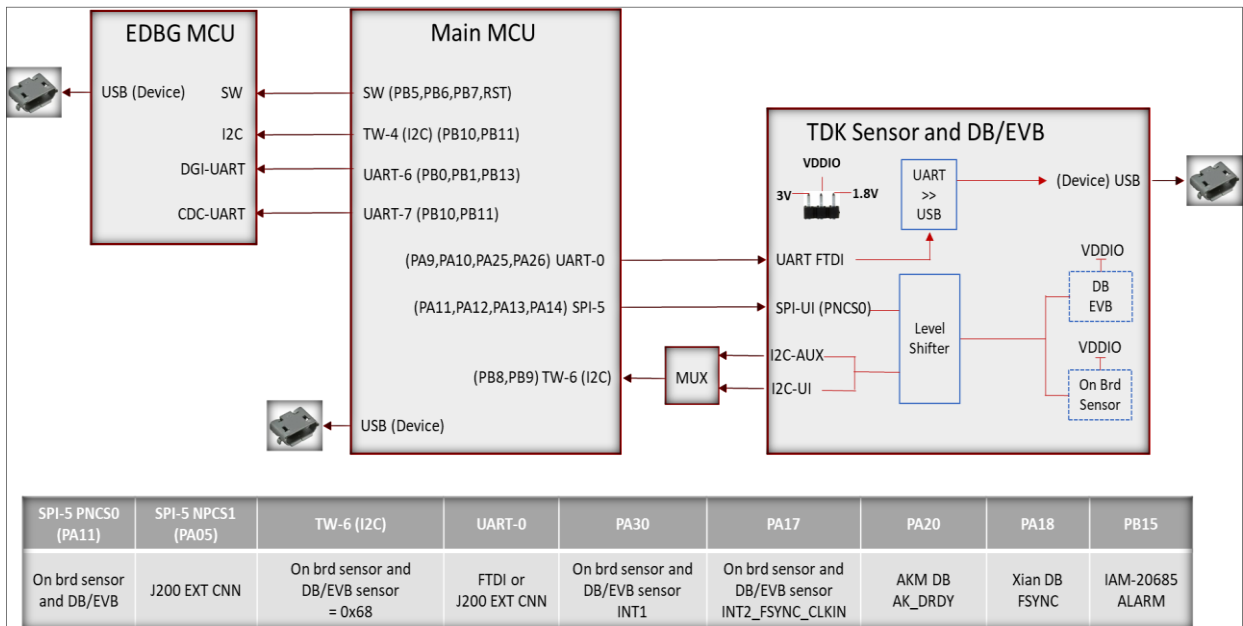 EDBG MCU
USB (Device)
SW
I2C
DGI-UART
CDC-UART
Main MCU
SW (PB5,PB6,PB7,RST)
TW-4 (I2C) (PB10,PB11)
UART-6 (PB0,PB1,PB13)
UART-7 (PB10,PB11)
(PA9,PA10,PA25,PA26) UART-0
(PA11,PA12,PA13,PA14) SPI-5
(PB8,PB9) TW-6 (I2C)
USB (Device)
MUX
TDK Sensor and DB/EVB
VDDIO
3V
1.8V
UART
>>
USB
(Device) USB
UART FTDI
SPI-UI (PNCS0)
I2C-AUX
I2C-UI
Level
Shifter
VDDIO
DB
EVB
VDDIO
On Brd
Sensor
SPI-5 PNCS0
(PA11)
SPI-5 NPCS1
(PA05)
TW-6 (I2C)
UART-0
PA30
PA17
PA20
PA18
PB15
On brd sensor
and DB/EVB
J200 EXT CNN
On brd sensor and
DB/EVB sensor
= 0x68
FTDI or
J200 EXT CNN
On brd sensor and
DB/EVB sensor
INT1
On brd sensor and
DB/EVB sensor
INT2_FSYNC_CLKIN
AKM DB
AK_DRDY
Xian DB
FSYNC
IAM-20685
ALARM